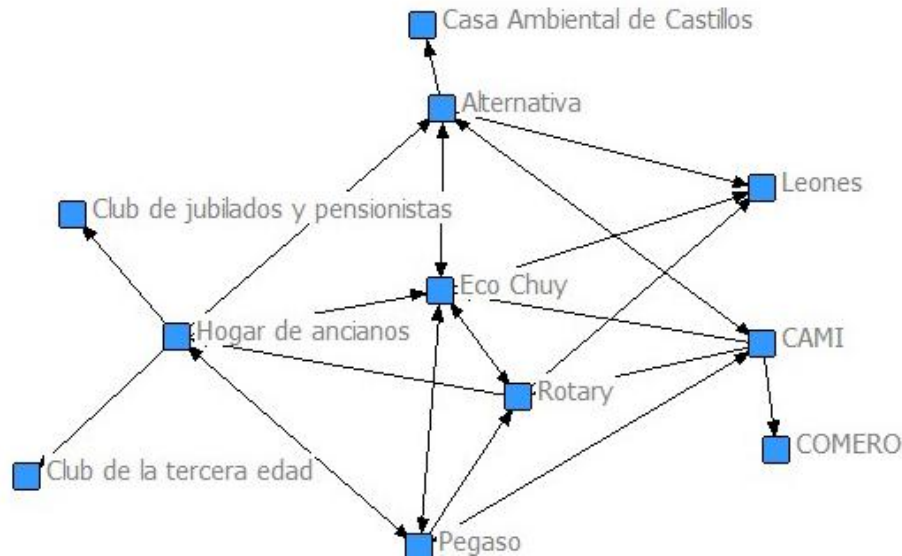 Casa Ambiental de Castillos
Alternativa
Leones
Club de jubilados y pensionistas
Eco Chuy
Hogar de ancianos
CAMI
Rotary
COMERO
Club de la tercera edad
Pegaso